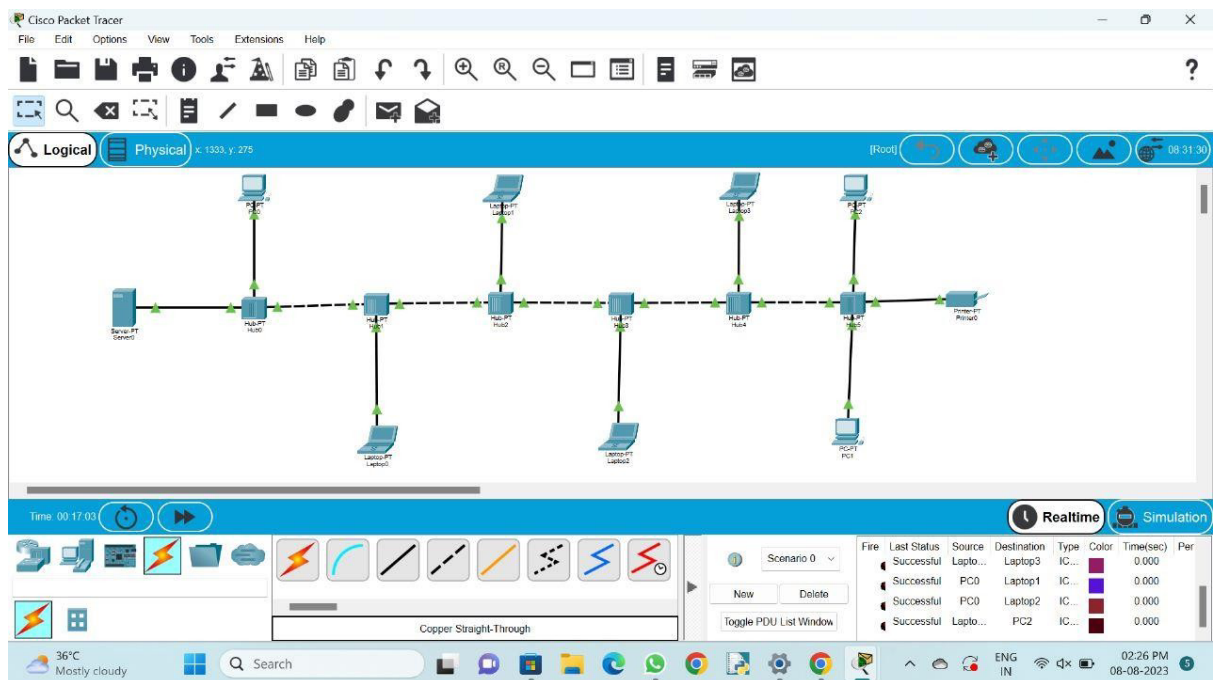 Cisco Packet Tracer
File Edit Options View Tools Extensions Help
Logical Physical x: 1333, y: 275 [Root] 08:31:30
PC-PT
PC0
Laptop-PT
Laptop1
Laptop-PT
Laptop3
PC-PT
PC2
Server-PT
Server0
Hub-PT
Hub0
Hub-PT
Hub1
Hub-PT
Hub2
Hub-PT
Hub3
Hub-PT
Hub4
Hub-PT
Hub5
Printer-PT
Printer0
Laptop-PT
Laptop0
Laptop-PT
Laptop2
PC-PT
PC1
Time: 00:17:03 Realtime Simulation
Scenario 0
New Delete
Toggle PDU List Window
Copper Straight-Through
Fire Last Status Source Destination Type Color Time(sec) Per
Successful Lapto... Laptop3 IC... 0.000
Successful PC0 Laptop1 IC... 0.000
Successful PC0 Laptop2 IC... 0.000
Successful Lapto... PC2 IC... 0.000
36°C
Mostly cloudy
Search
ENG
IN
02:26 PM
08-08-2023
5